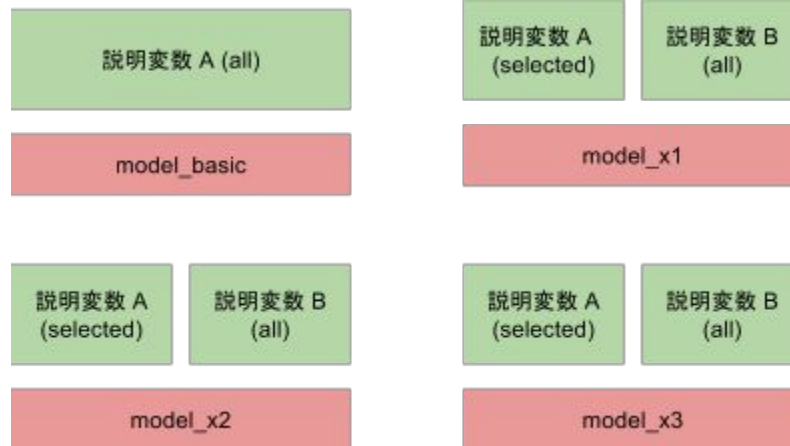 説明変数 A (all)
model_basic
説明変数 A
(selected)
説明変数 B
(all)
model_x1
説明変数 A
(selected)
説明変数 B
(all)
model_x2
説明変数 A
(selected)
説明変数 B
(all)
model_x3